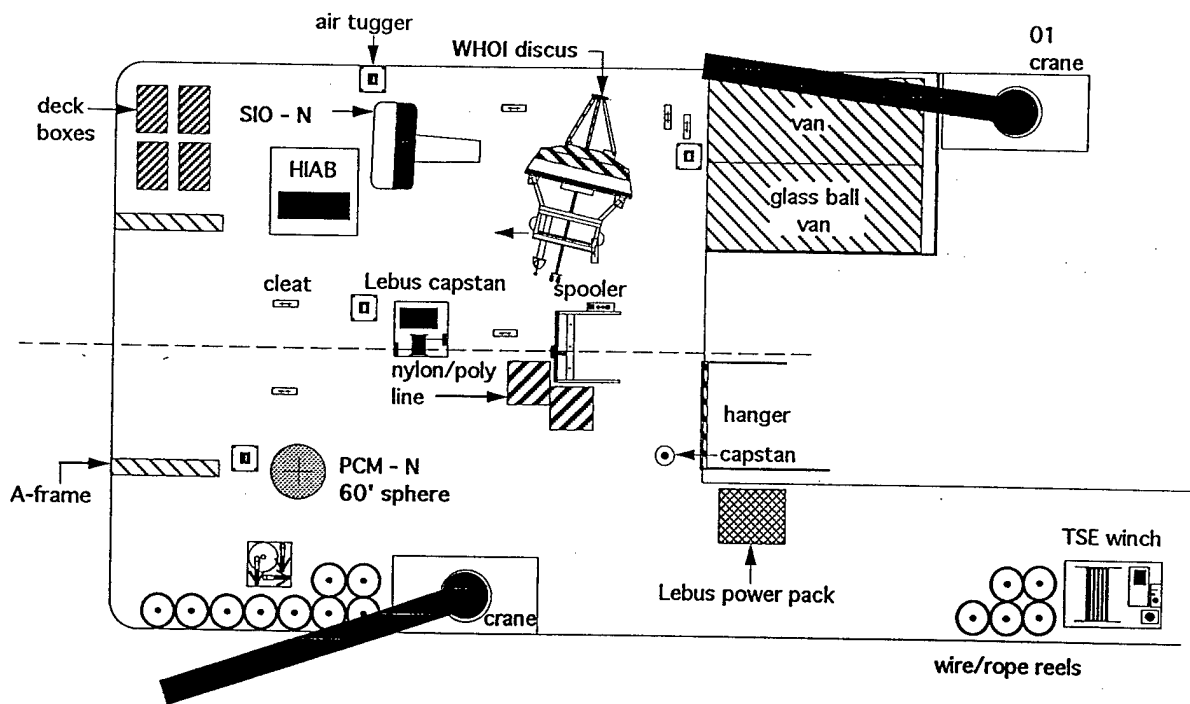 air tugger
WHOI discus
01
crane
deck
boxes
SIO - N
van
HIAB
glass ball
van
cleat
Lebus capstan
spooler
nylon/poly
line
hanger
capstan
A-frame
PCM - N
60' sphere
TSE winch
Lebus power pack
crane
wire/rope reels